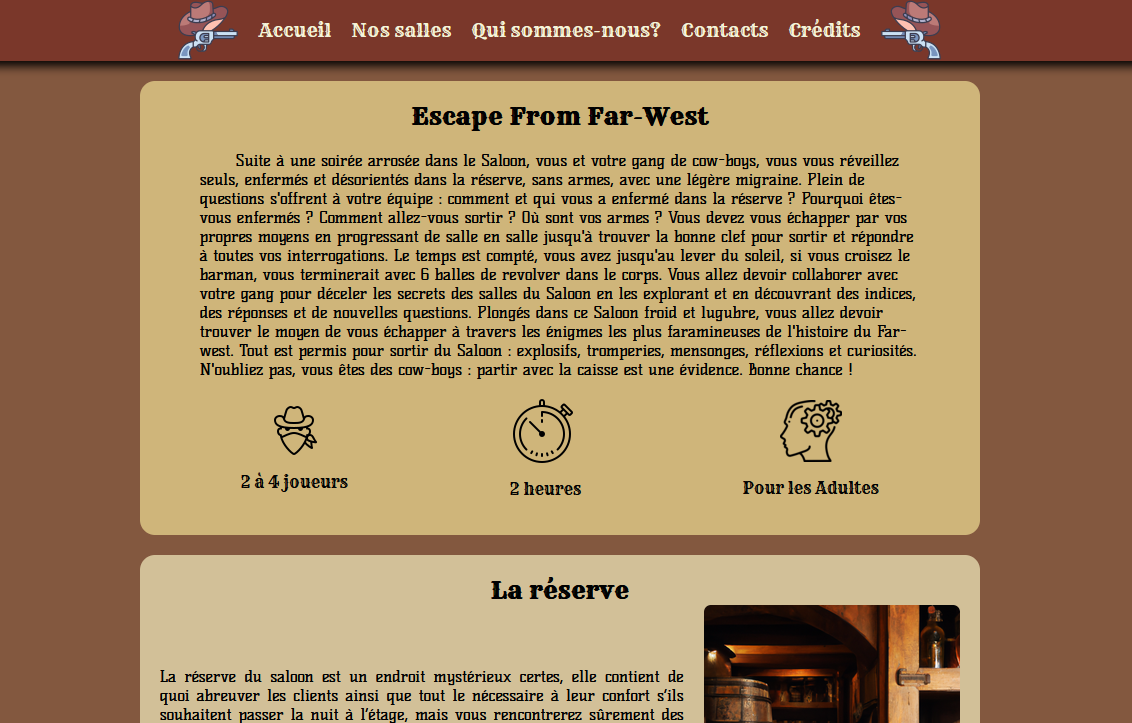 Accueil Nos salles Qui sommes-nous? Contacts Crédits
Escape From Far-West
Suite à une soirée arrosée dans le Saloon, vous et votre gang de cow-boys, vous vous réveillez
seuls, enfermés et désorientés dans la réserve, sans armes, avec une légère migraine. Plein de
questions s'offrent à votre équipe : comment et qui vous a enfermé dans la réserve ? Pourquoi êtes-
vous enfermés ? Comment allez-vous sortir ? Où sont vos armes ? Vous devez vous échapper par vos
propres moyens en progressant de salle en salle jusqu'à trouver la bonne clef pour sortir et répondre
à toutes vos interrogations. Le temps est compté, vous avez jusqu'au lever du soleil, si vous croisez le
barman, vous terminerait avec 6 balles de revolver dans le corps. Vous allez devoir collaborer avec
votre gang pour déceler les secrets des salles du Saloon en les explorant et en découvrant des indices,
des réponses et de nouvelles questions. Plongés dans ce Saloon froid et lugubre, vous allez devoir
trouver le moyen de vous échapper à travers les énigmes les plus faramineuses de l'histoire du Far-
west. Tout est permis pour sortir du Saloon : explosifs, tromperies, mensonges, réflexions et curiosités.
N'oubliez pas, vous êtes des cow-boys : partir avec la caisse est une évidence. Bonne chance !
2 à 4 joueurs
2 heures
Pour les Adultes
La réserve
La réserve du saloon est un endroit mystérieux certes, elle contient de
quoi abreuver les clients ainsi que tout le nécessaire à leur confort s’ils
souhaitent passer la nuit à l’étage, mais vous rencontrerez sûrement des